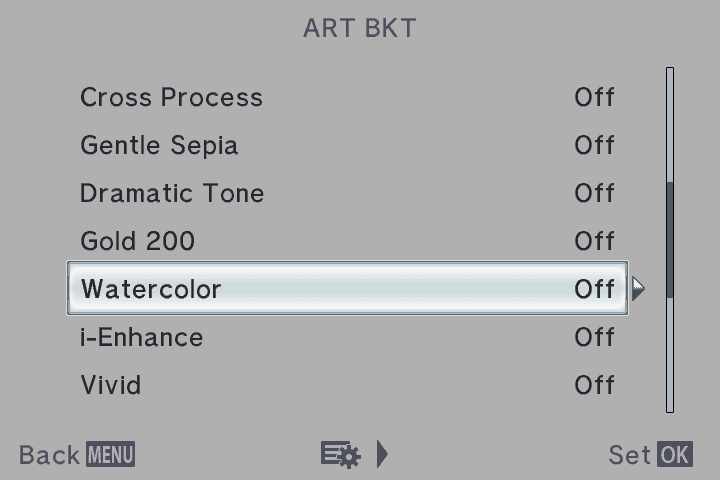 ART BKT
Cross Process Off
Gentle Sepia Off
Dramatic Tone Off
Gold 200 Off
Watercolor Off
i-Enhance Off
Vivid Off
Back MENU Set OK